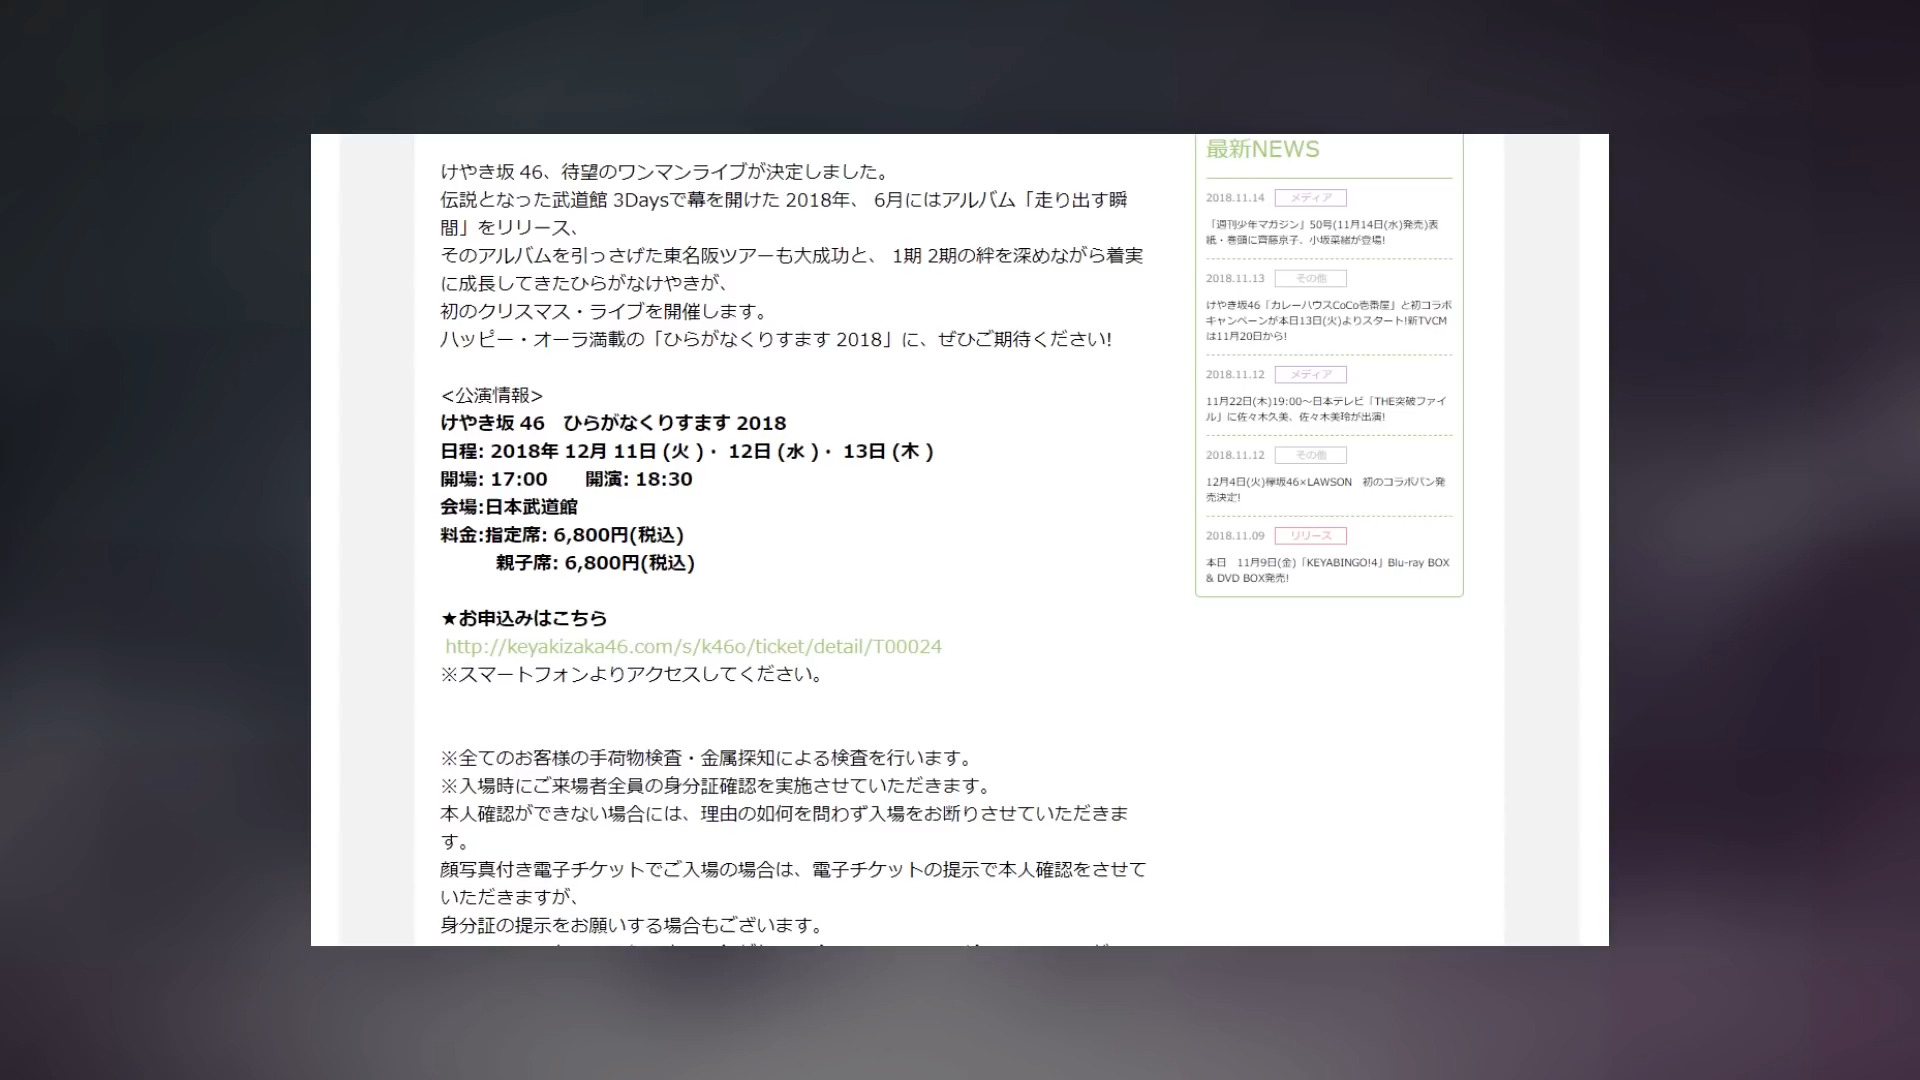 けやき坂 46、待望のワンマンライブが決定しました。
伝説となった武道館 3Daysで幕を開けた 2018年、 6月にはアルバム「走り出す瞬
間」をリリース、
そのアルバムを引っさげた東名阪ツアーも大成功と、 1期 2期の絆を深めながら着実
に成長してきたひらがなけやきが、
初のクリスマス・ライブを開催します。
ハッピー・オーラ満載の「ひらがなくりすます 2018」に、ぜひご期待ください!
<公演情報>
けやき坂 46　ひらがなくりすます 2018
日程: 2018年 12月 11日 (火 )・ 12日 (水 )・ 13日 (木 )
開場: 17:00　　開演: 18:30
会場:日本武道館
料金:指定席: 6,800円(税込)
親子席: 6,800円(税込)
★お申込みはこちら
http://keyakizaka46.com/s/k46o/ticket/detail/T00024
※スマートフォンよりアクセスしてください。
※全てのお客様の手荷物検査・金属探知による検査を行います。
※入場時にご来場者全員の身分証確認を実施させていただきます。
本人確認ができない場合には、理由の如何を問わず入場をお断りさせていただきま
す。
顔写真付き電子チケットでご入場の場合は、電子チケットの提示で本人確認をさせて
いただきますが、
身分証の提示をお願いする場合もございます。
最新NEWS
2018.11.14 メディア
「週刊少年マガジン」50号(11月14日(水)発売)表
紙・巻頭に齊藤京子、小坂菜緒が登場!
2018.11.13 その他
けやき坂46「カレーハウスCoCo壱番屋」と初コラボ
キャンペーンが本日13日(火)よりスタート!新TVCM
は11月20日から!
2018.11.12 メディア
11月22日(木)19:00～日本テレビ「THE突破ファイ
ル」に佐々木久美、佐々木美玲が出演!
2018.11.12 その他
12月4日(火)欅坂46×LAWSON　初のコラボパン発
売決定!
2018.11.09 リリース
本日　11月9日(金)「KEYABINGO!4」Blu-ray BOX
& DVD BOX発売!